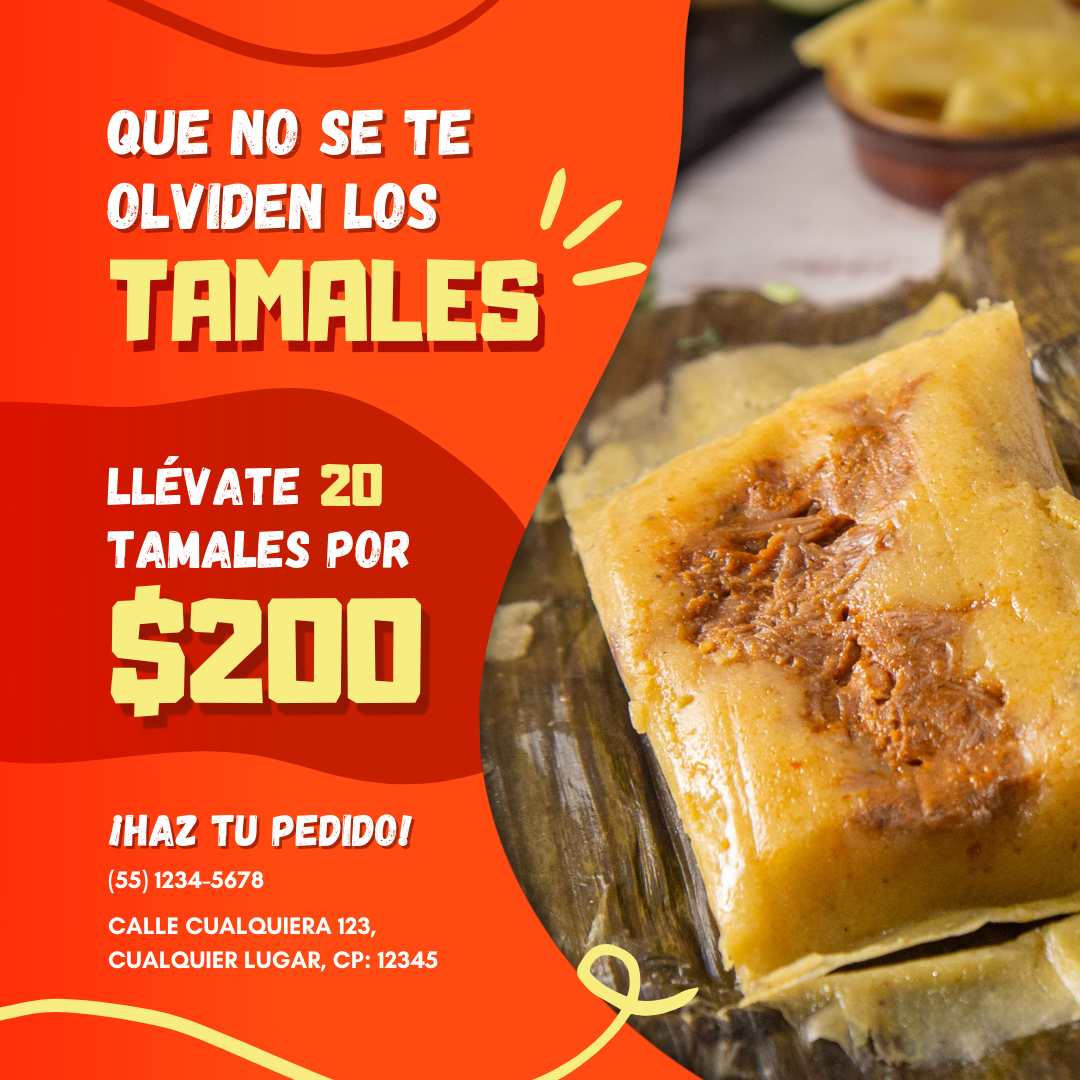 QUE NO SE TE
OLVIDEN LOS
TAMALES
LLÉVATE 20
TAMALES POR
$200
¡HAZ TU PEDIDO!
(55) 1234-5678
CALLE CUALQUIERA 123,
CUALQUIER LUGAR, CP: 12345